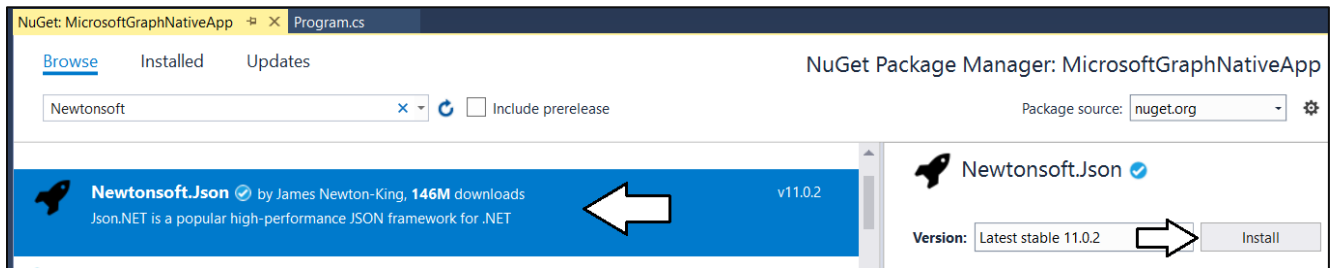 NuGet: MicrosoftGraphNativeApp Program.cs
Browse Installed Updates
NuGet Package Manager: MicrosoftGraphNativeApp
Newtonsoft
Include prerelease
Package source: nuget.org
Newtonsoft.Json by James Newton-King, 146M downloads
v11.0.2
Json.NET is a popular high-performance JSON framework for .NET
Newtonsoft.Json
Version: Latest stable 11.0.2
Install